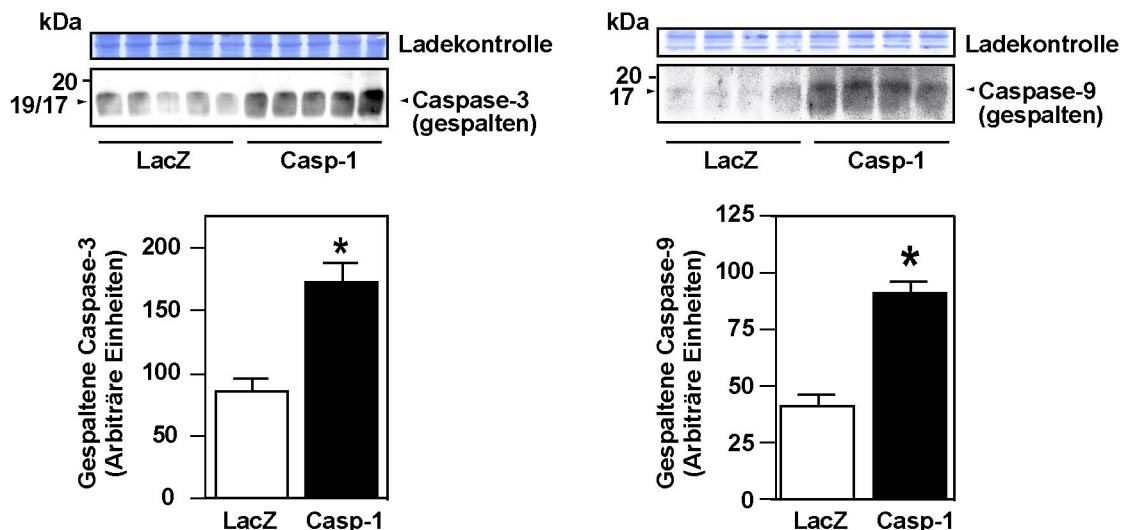 kDa
Ladekontrolle
20
19/17
Caspase-3
(gespalten)
LacZ Casp-1
Gespaltene Caspase-3
(Arbiträre Einheiten)
200
150
100
50
0
*
LacZ Casp-1
kDa
Ladekontrolle
20
17
Caspase-9
(gespalten)
LacZ Casp-1
Gespaltene Caspase-9
(Arbiträre Einheiten)
125
100
75
50
25
0
*
LacZ Casp-1